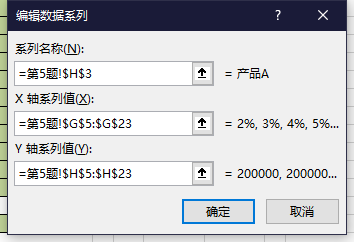 编辑数据系列
系列名称(N):
=第5题!$H$3 = 产品A
X 轴系列值(X):
=第5题!$G$5:$G$23 = 2%, 3%, 4%, 5%...
Y 轴系列值(Y):
=第5题!$H$5:$H$23 = 200000, 200000...
确定 取消